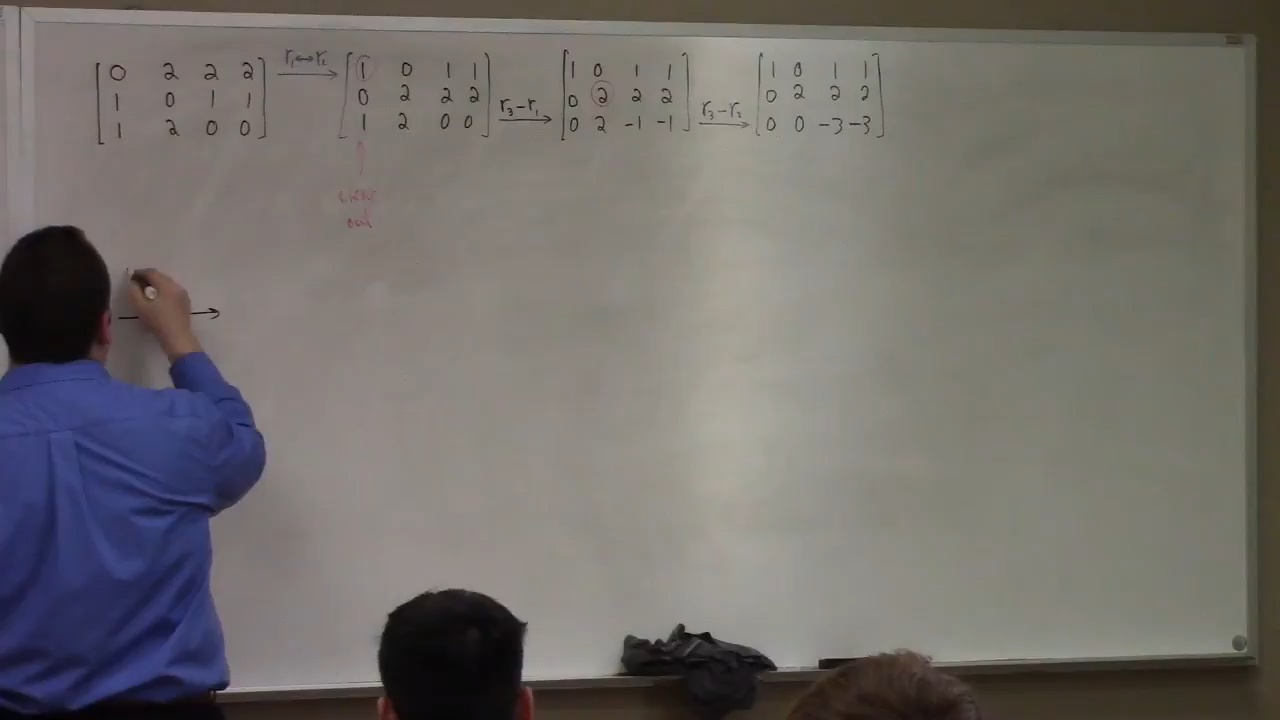 0 2 2 2
1 0 1 1
1 2 0 0
r₁↔r₂
1 0 1 1
0 2 2 2
1 2 0 0
clear
out
r₃-r₁
1 0 1 1
0 2 2 2
0 2 -1 -1
r₃-r₂
1 0 1 1
0 2 2 2
0 0 -3 -3